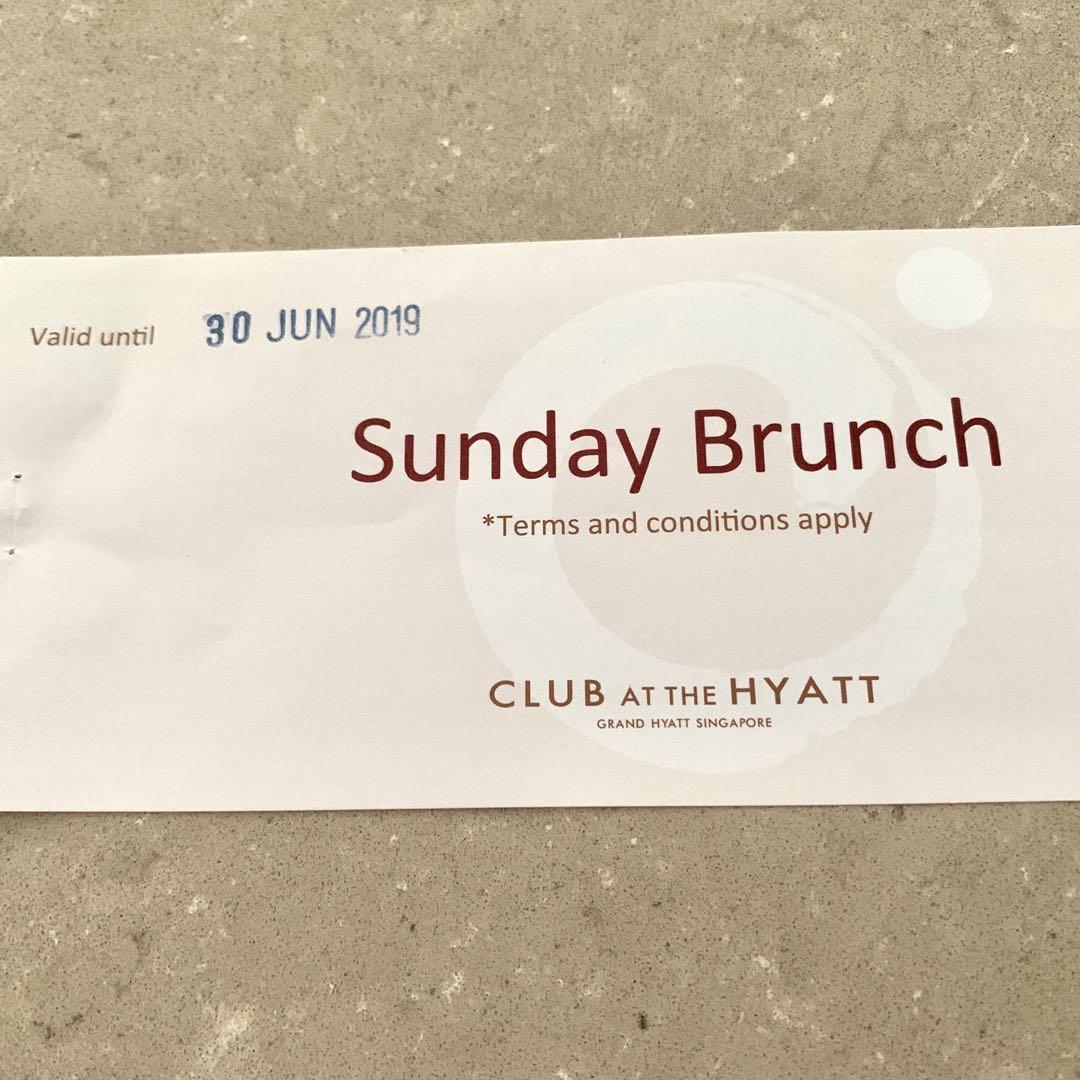 Valid until 30 JUN 2019
Sunday Brunch
*Terms and conditions apply
CLUB AT THE HYATT
GRAND HYATT SINGAPORE